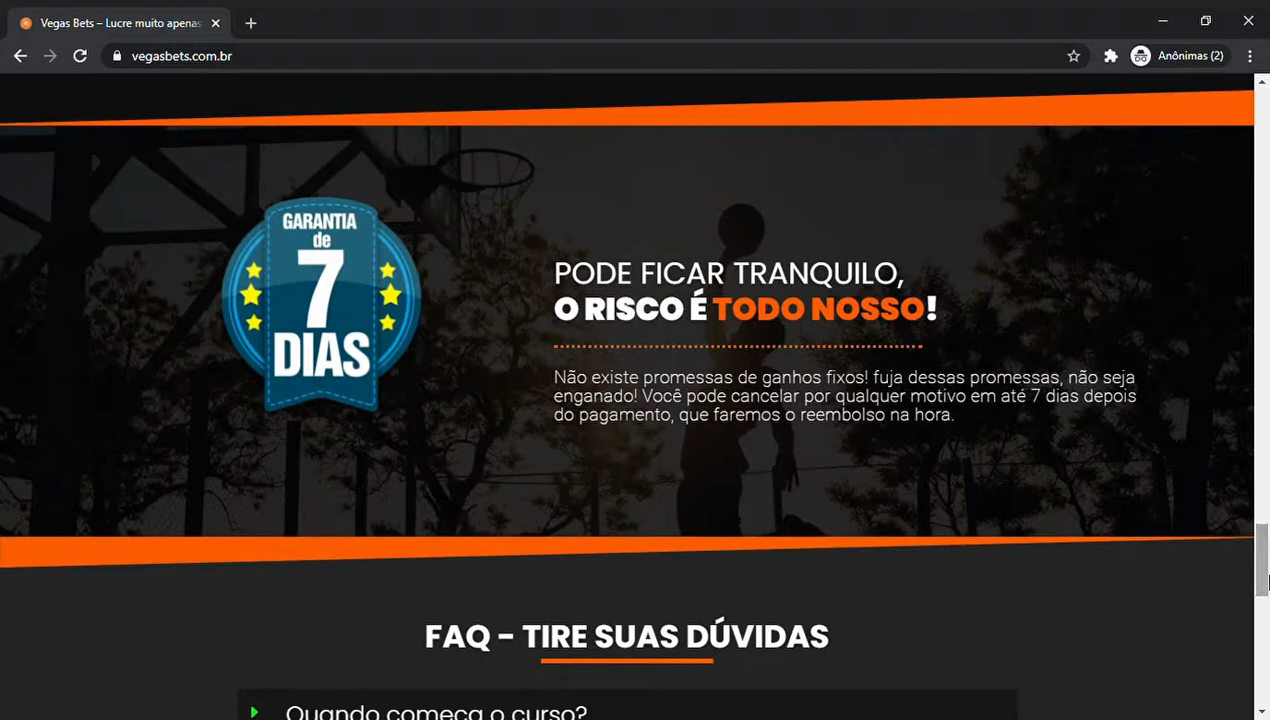 Vegas Bets – Lucre muito apenas
vegasbets.com.br
Anônimas (2)
GARANTIA
de
7
DIAS
PODE FICAR TRANQUILO,
O RISCO É TODO NOSSO!
Não existe promessas de ganhos fixos! fuja dessas promessas, não seja
enganado! Você pode cancelar por qualquer motivo em até 7 dias depois
do pagamento, que faremos o reembolso na hora.
FAQ - TIRE SUAS DÚVIDAS
Quando começa o curso?